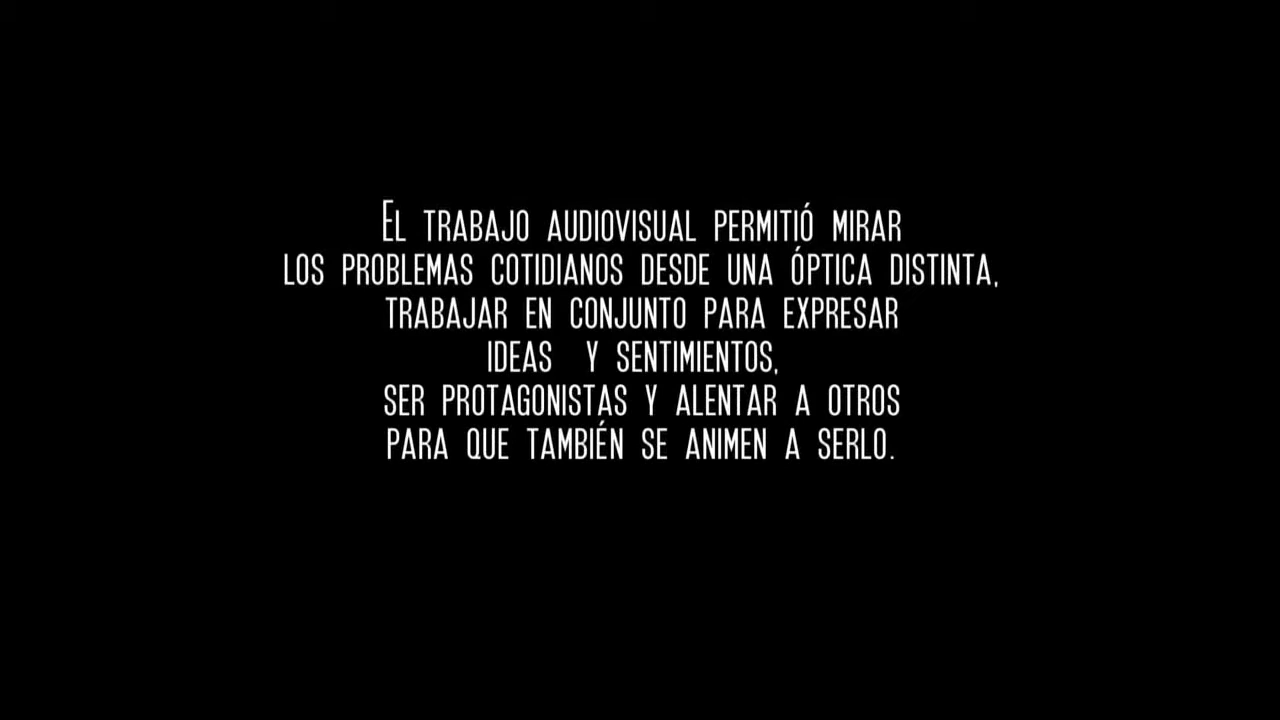 El trabajo audiovisual permitió mirar
los problemas cotidianos desde una óptica distinta,
trabajar en conjunto para expresar
ideas  y sentimientos,
ser protagonistas y alentar a otros
para que también se animen a serlo.